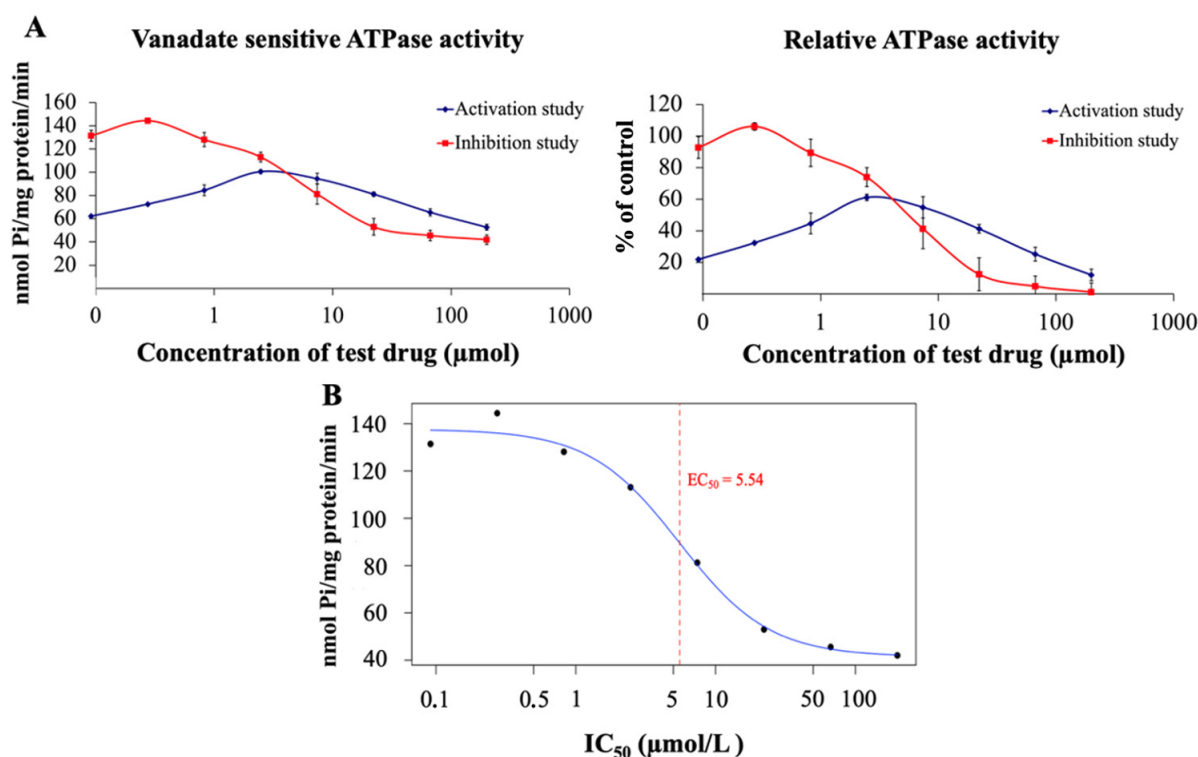 A
Vanadate sensitive ATPase activity
nmol Pi/mg protein/min
160
140
120
100
80
60
40
20
0
1
10
100
1000
Activation study
Inhibition study
Concentration of test drug (μmol)
Relative ATPase activity
% of control
120
100
80
60
40
20
0
1
10
100
1000
Activation study
Inhibition study
Concentration of test drug (μmol)
B
nmol Pi/mg protein/min
140
120
100
80
60
40
EC50 = 5.54
0.1
0.5
1
5
10
50
100
IC50 (μmol/L )